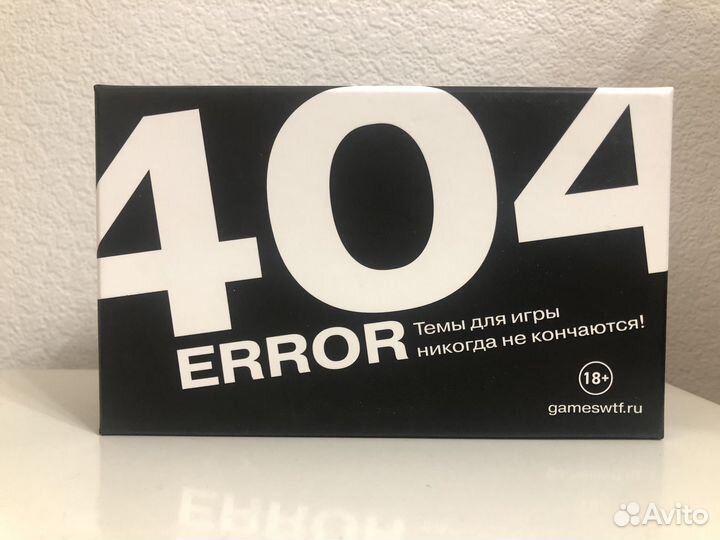 404
ERROR
Темы для игры
никогда не кончаются!
18+
gameswtf.ru
Avito